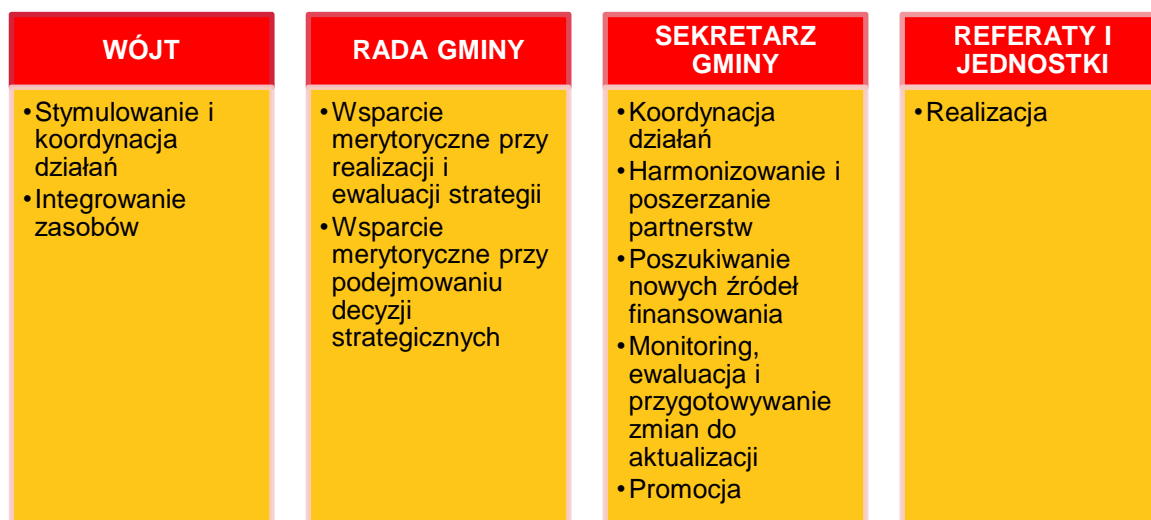 WÓJT
•Stymulowanie i
koordynacja
działań
•Integrowanie
zasobów
RADA GMINY
•Wsparcie
merytoryczne przy
realizacji i
ewaluacji strategii
•Wsparcie
merytoryczne przy
podejmowaniu
decyzji
strategicznych
SEKRETARZ
GMINY
•Koordynacja
działań
•Harmonizowanie i
poszerzanie
partnerstw
•Poszukiwanie
nowych źródeł
finansowania
•Monitoring,
ewaluacja i
przygotowywanie
zmian do
aktualizacji
•Promocja
REFERATY I
JEDNOSTKI
•Realizacja